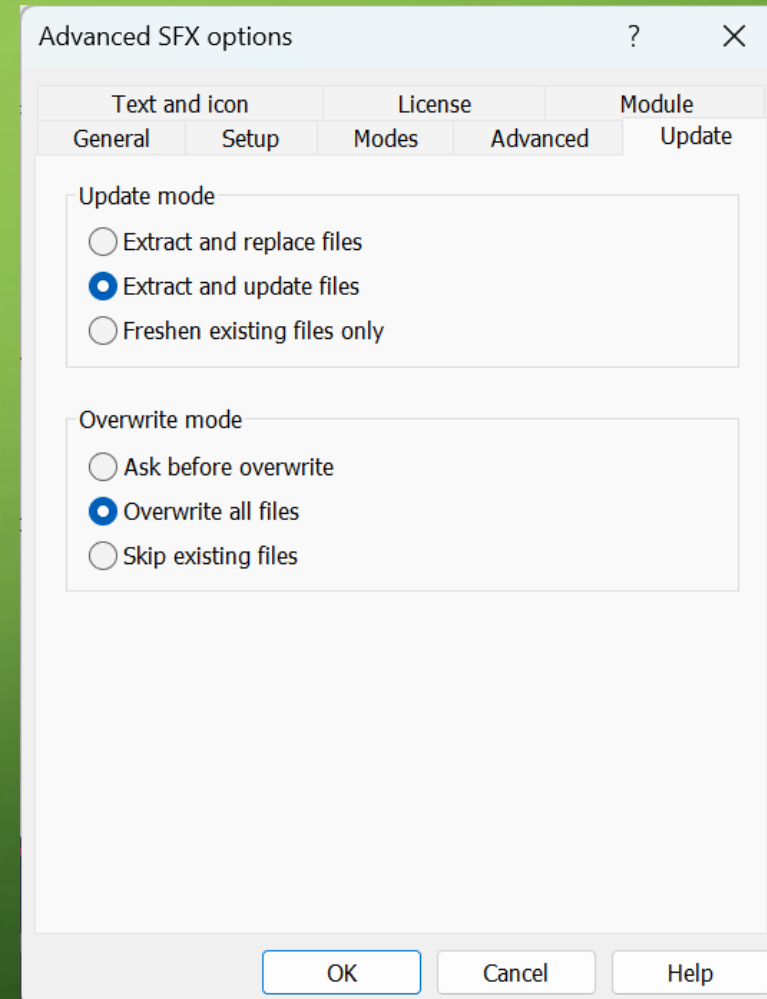 Advanced SFX options ?
Text and icon License Module
General Setup Modes Advanced Update
Update mode
Extract and replace files
Extract and update files
Freshen existing files only
Overwrite mode
Ask before overwrite
Overwrite all files
Skip existing files
OK Cancel Help